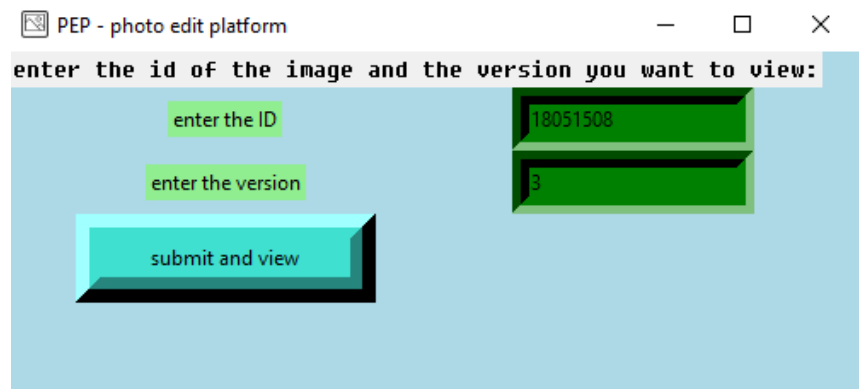 PEP - photo edit platform
enter the id of the image and the version you want to view:
enter the ID
18051508
enter the version
3
submit and view